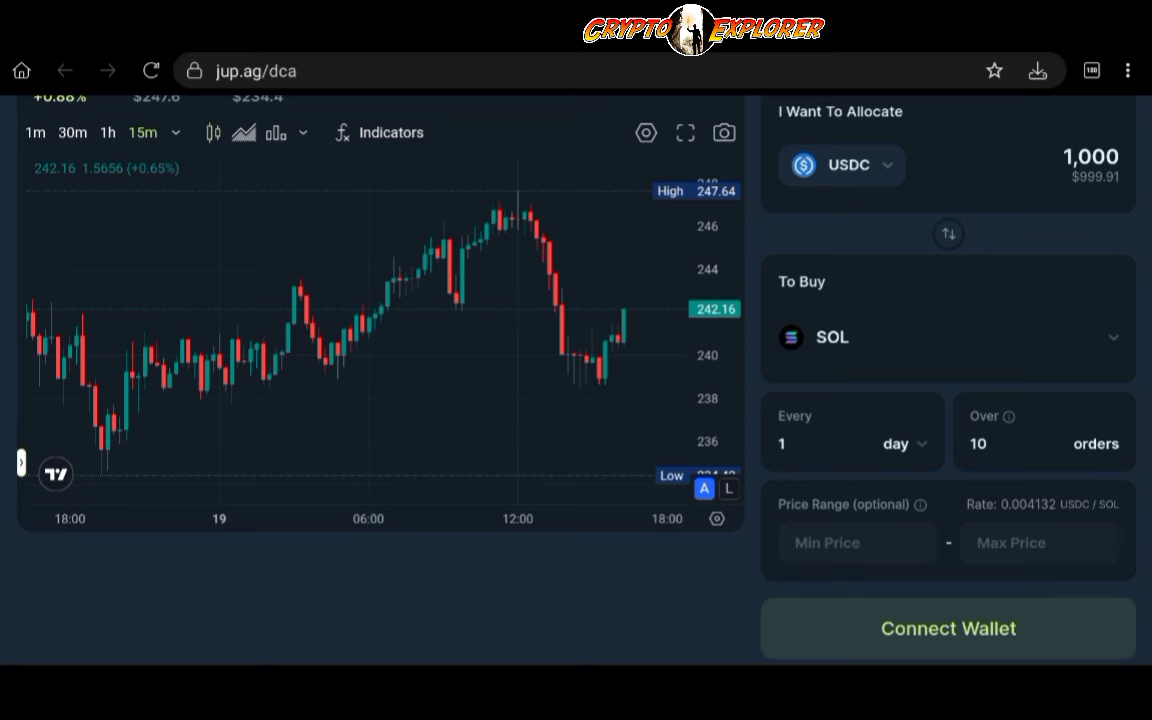 CRYPTO EXPLORER
jup.ag/dca
180
+0.88% $247.6 $234.4
1m 30m 1h 15m
Indicators
242.16 1.5656 (+0.65%)
High 247.64
246
244
242.16
240
238
236
Low
A L
18:00 19 06:00 12:00 18:00
I Want To Allocate
USDC
1,000
$999.91
To Buy
SOL
Every
1 day
Over
10 orders
Price Range (optional)
Rate: 0.004132 USDC / SOL
Min Price - Max Price
Connect Wallet